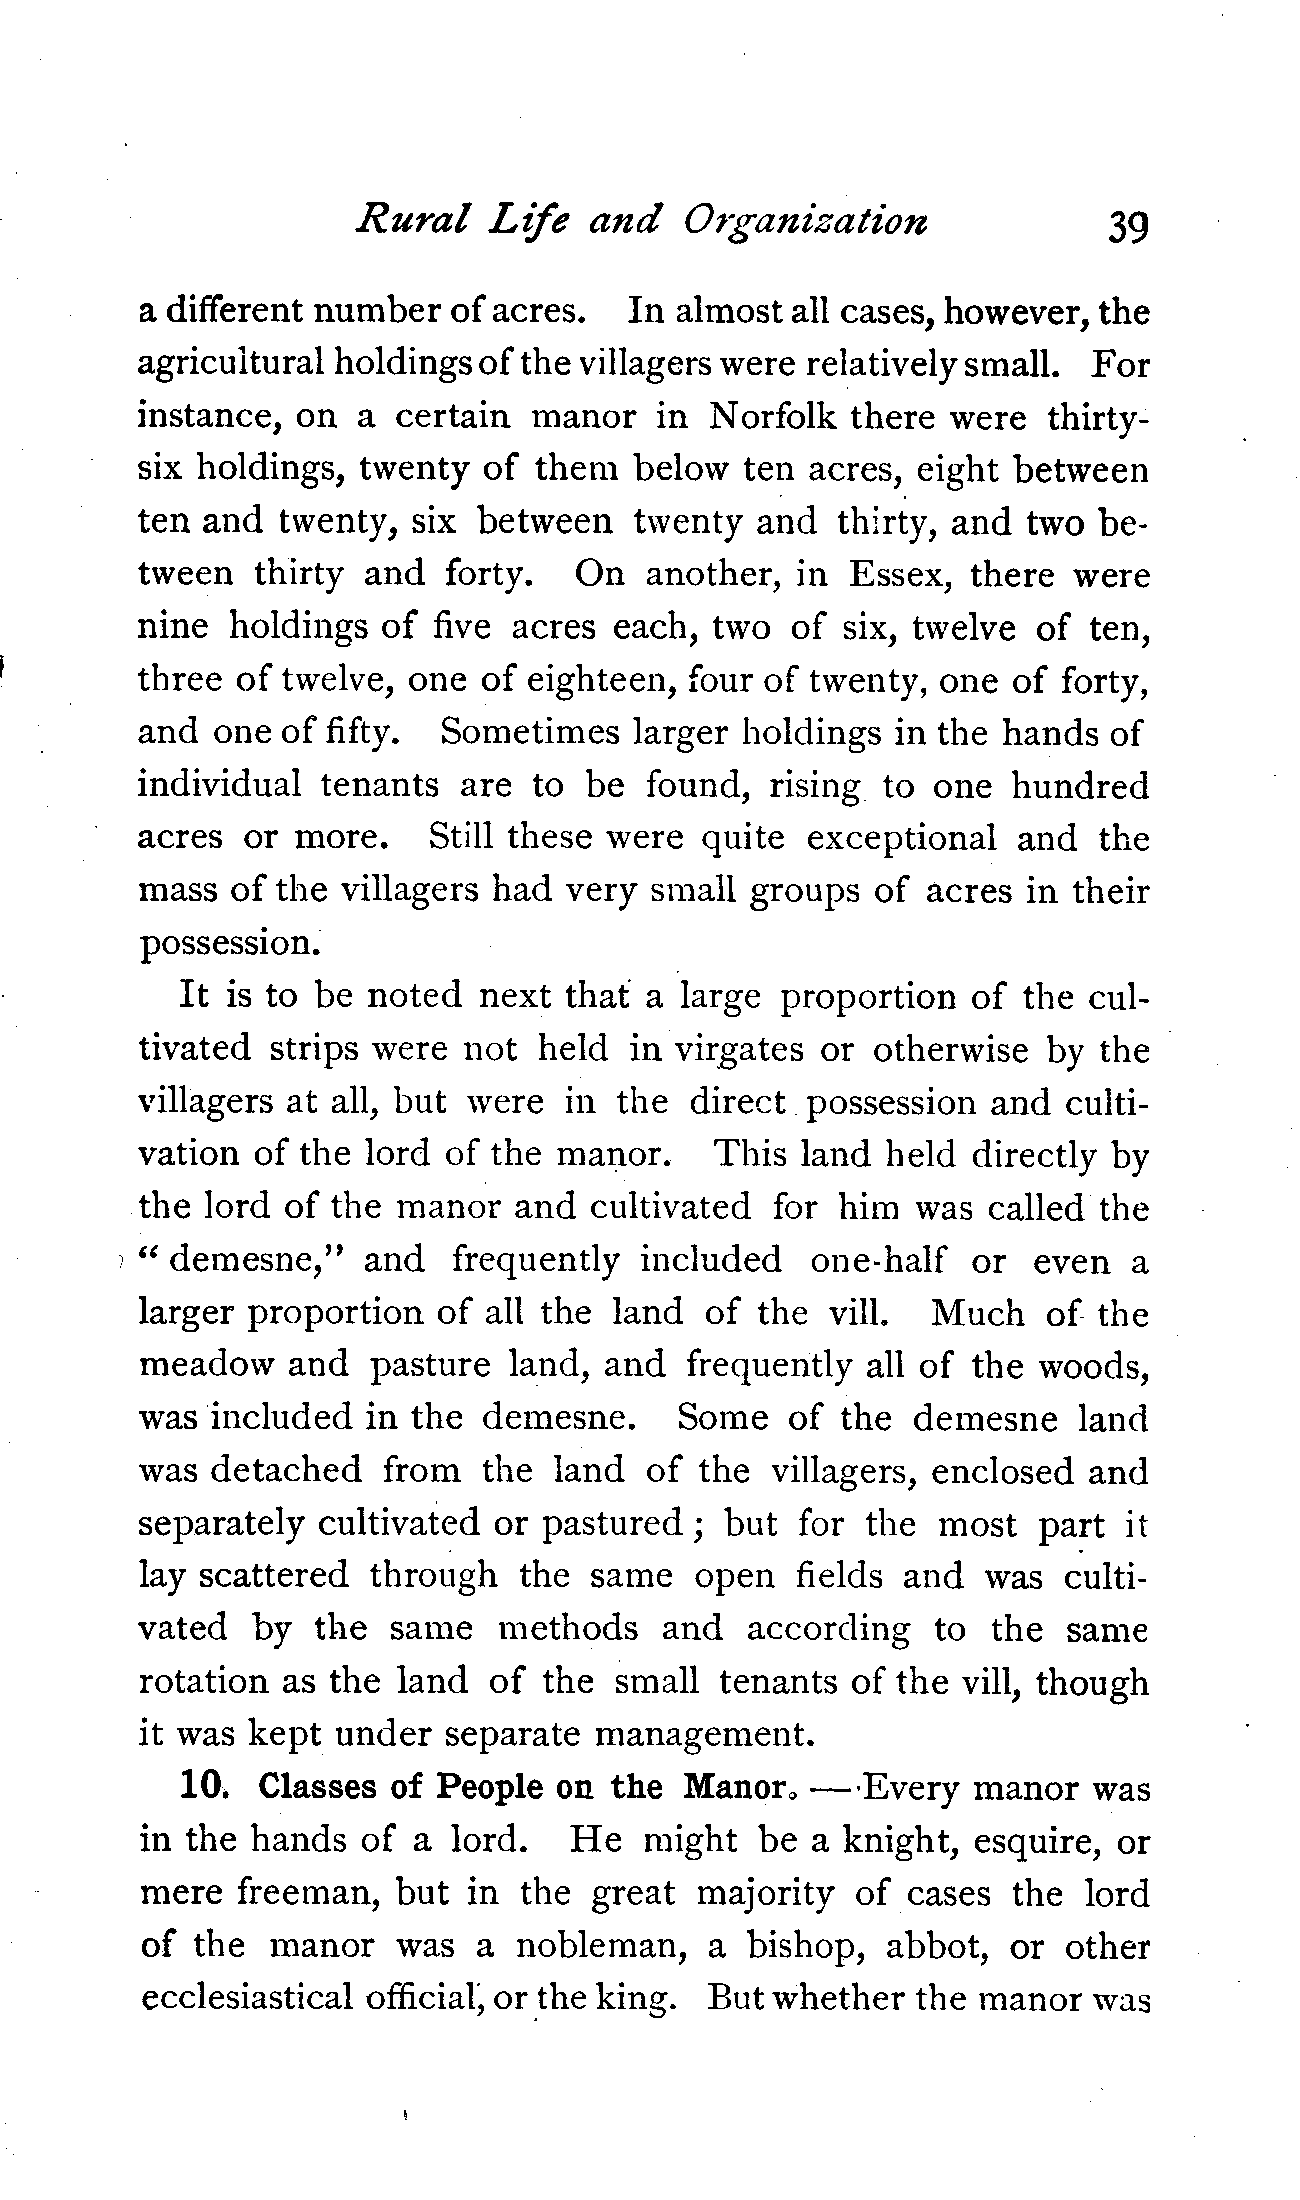 Rural Life and Organization 39
a different number of acres. In almost all cases, however, the
agricultural holdings of the villagers were relatively small. For
instance, on a certain manor in Norfolk there were thirty-
six holdings, twenty of them below ten acres, eight between
ten and twenty, six between twenty and thirty, and two be-
tween thirty and forty. On another, in Essex, there were
nine holdings of five acres each, two of six, twelve of ten,
three of twelve, one of eighteen, four of twenty, one of forty,
and one of fifty. Sometimes larger holdings in the hands of
individual tenants are to be found, rising to one hundred
acres or more. Still these were quite exceptional and the
mass of the villagers had very small groups of acres in their
possession.
It is to be noted next that a large proportion of the cul-
tivated strips were not held in virgates or otherwise by the
villagers at all, but were in the direct possession and culti-
vation of the lord of the manor. This land held directly by
the lord of the manor and cultivated for him was called the
“ demesne,” and frequently included one-half or even a
larger proportion of all the land of the vill. Much of the
meadow and pasture land, and frequently all of the woods,
was included in the demesne. Some of the demesne land
was detached from the land of the villagers, enclosed and
separately cultivated or pastured ; but for the most part it
lay scattered through the same open fields and was culti-
vated by the same methods and according to the same
rotation as the land of the small tenants of the vill, though
it was kept under separate management.
10. Classes of People on the Manor. — Every manor was
in the hands of a lord. He might be a knight, esquire, or
mere freeman, but in the great majority of cases the lord
of the manor was a nobleman, a bishop, abbot, or other
ecclesiastical official, or the king. But whether the manor was